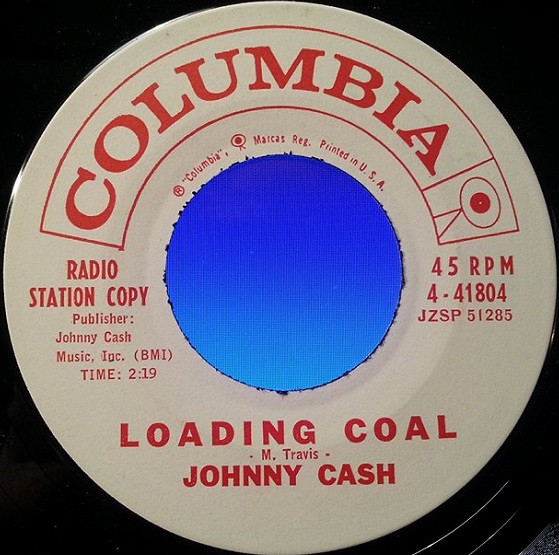 COLUMBIA
® "Columbia", Marcas Reg. Printed in U.S.A.
RADIO
STATION COPY
Publisher:
Johnny Cash
Music, Inc. (BMI)
TIME: 2:19
45 RPM
4-41804
JZSP 51285
LOADING COAL
- M. Travis -
JOHNNY CASH